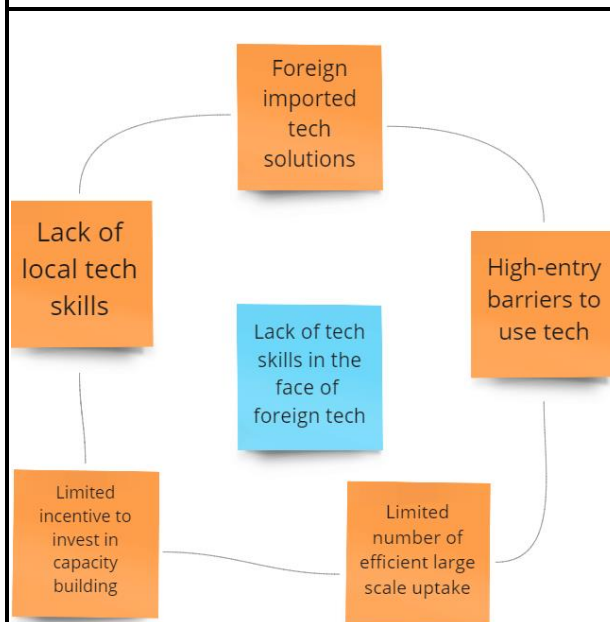 Foreign
imported
tech
solutions
Lack of
local tech
skills
High-entry
barriers to
use tech
Lack of tech
skills in the
face of
foreign tech
Limited
incentive to
invest in
capacity
building
Limited
number of
efficient large
scale uptake